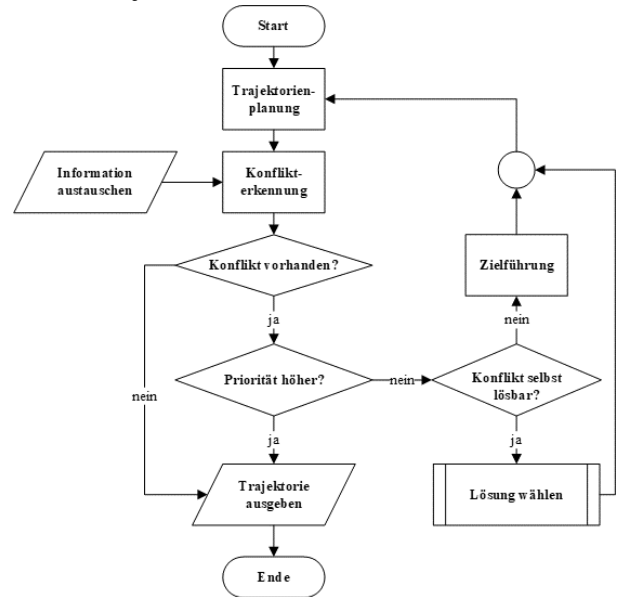 Start
Trajektorien-
planung
Information
austauschen
Konflikt-
erkennung
Konflikt vorhanden?
Zielführung
ja
nein
Priorität höher?
nein
Konflikt selbst
lösbar?
nein
ja
ja
Trajektorie
ausgeben
Lösung wählen
Ende